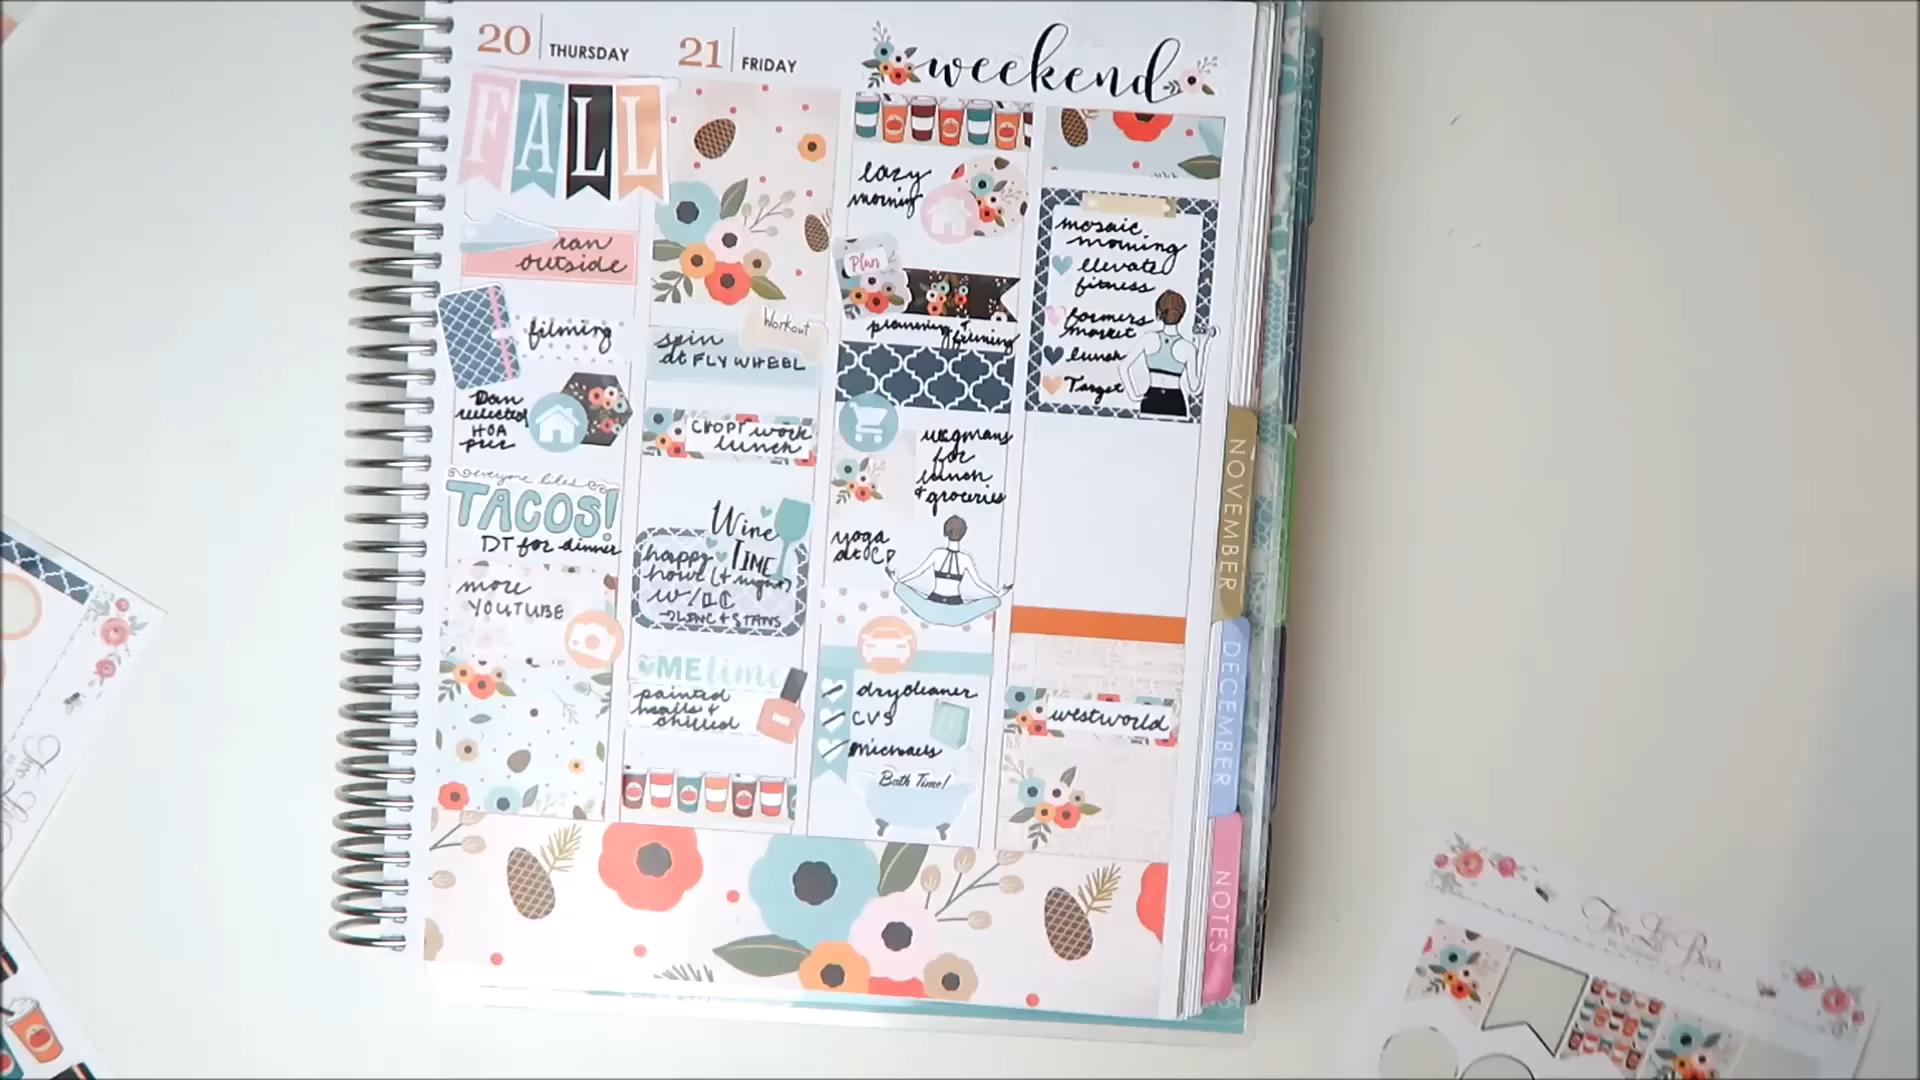 20 THURSDAY
21 FRIDAY
weekend
FALL
ran
outside
filming
HOA
everyone likes
TACOS!
DT for dinner
more
YOUTUBE
Workout
spin
at FLYWHEEL
CHOPT work
lunch
Wine
TIME
happy
hour (+ night)
w/
ME time
painted
nails &
chilled
lazy
morning
Plan
planning +
filming
wegmans
for
lunch
& groceries
yoga
at CP
drycleaner
CVS
michaels
Bath Time!
mosaic
morning
elevate
fitness
farmers
market
lunch
Target
westworld
NOVEMBER
DECEMBER
NOTES